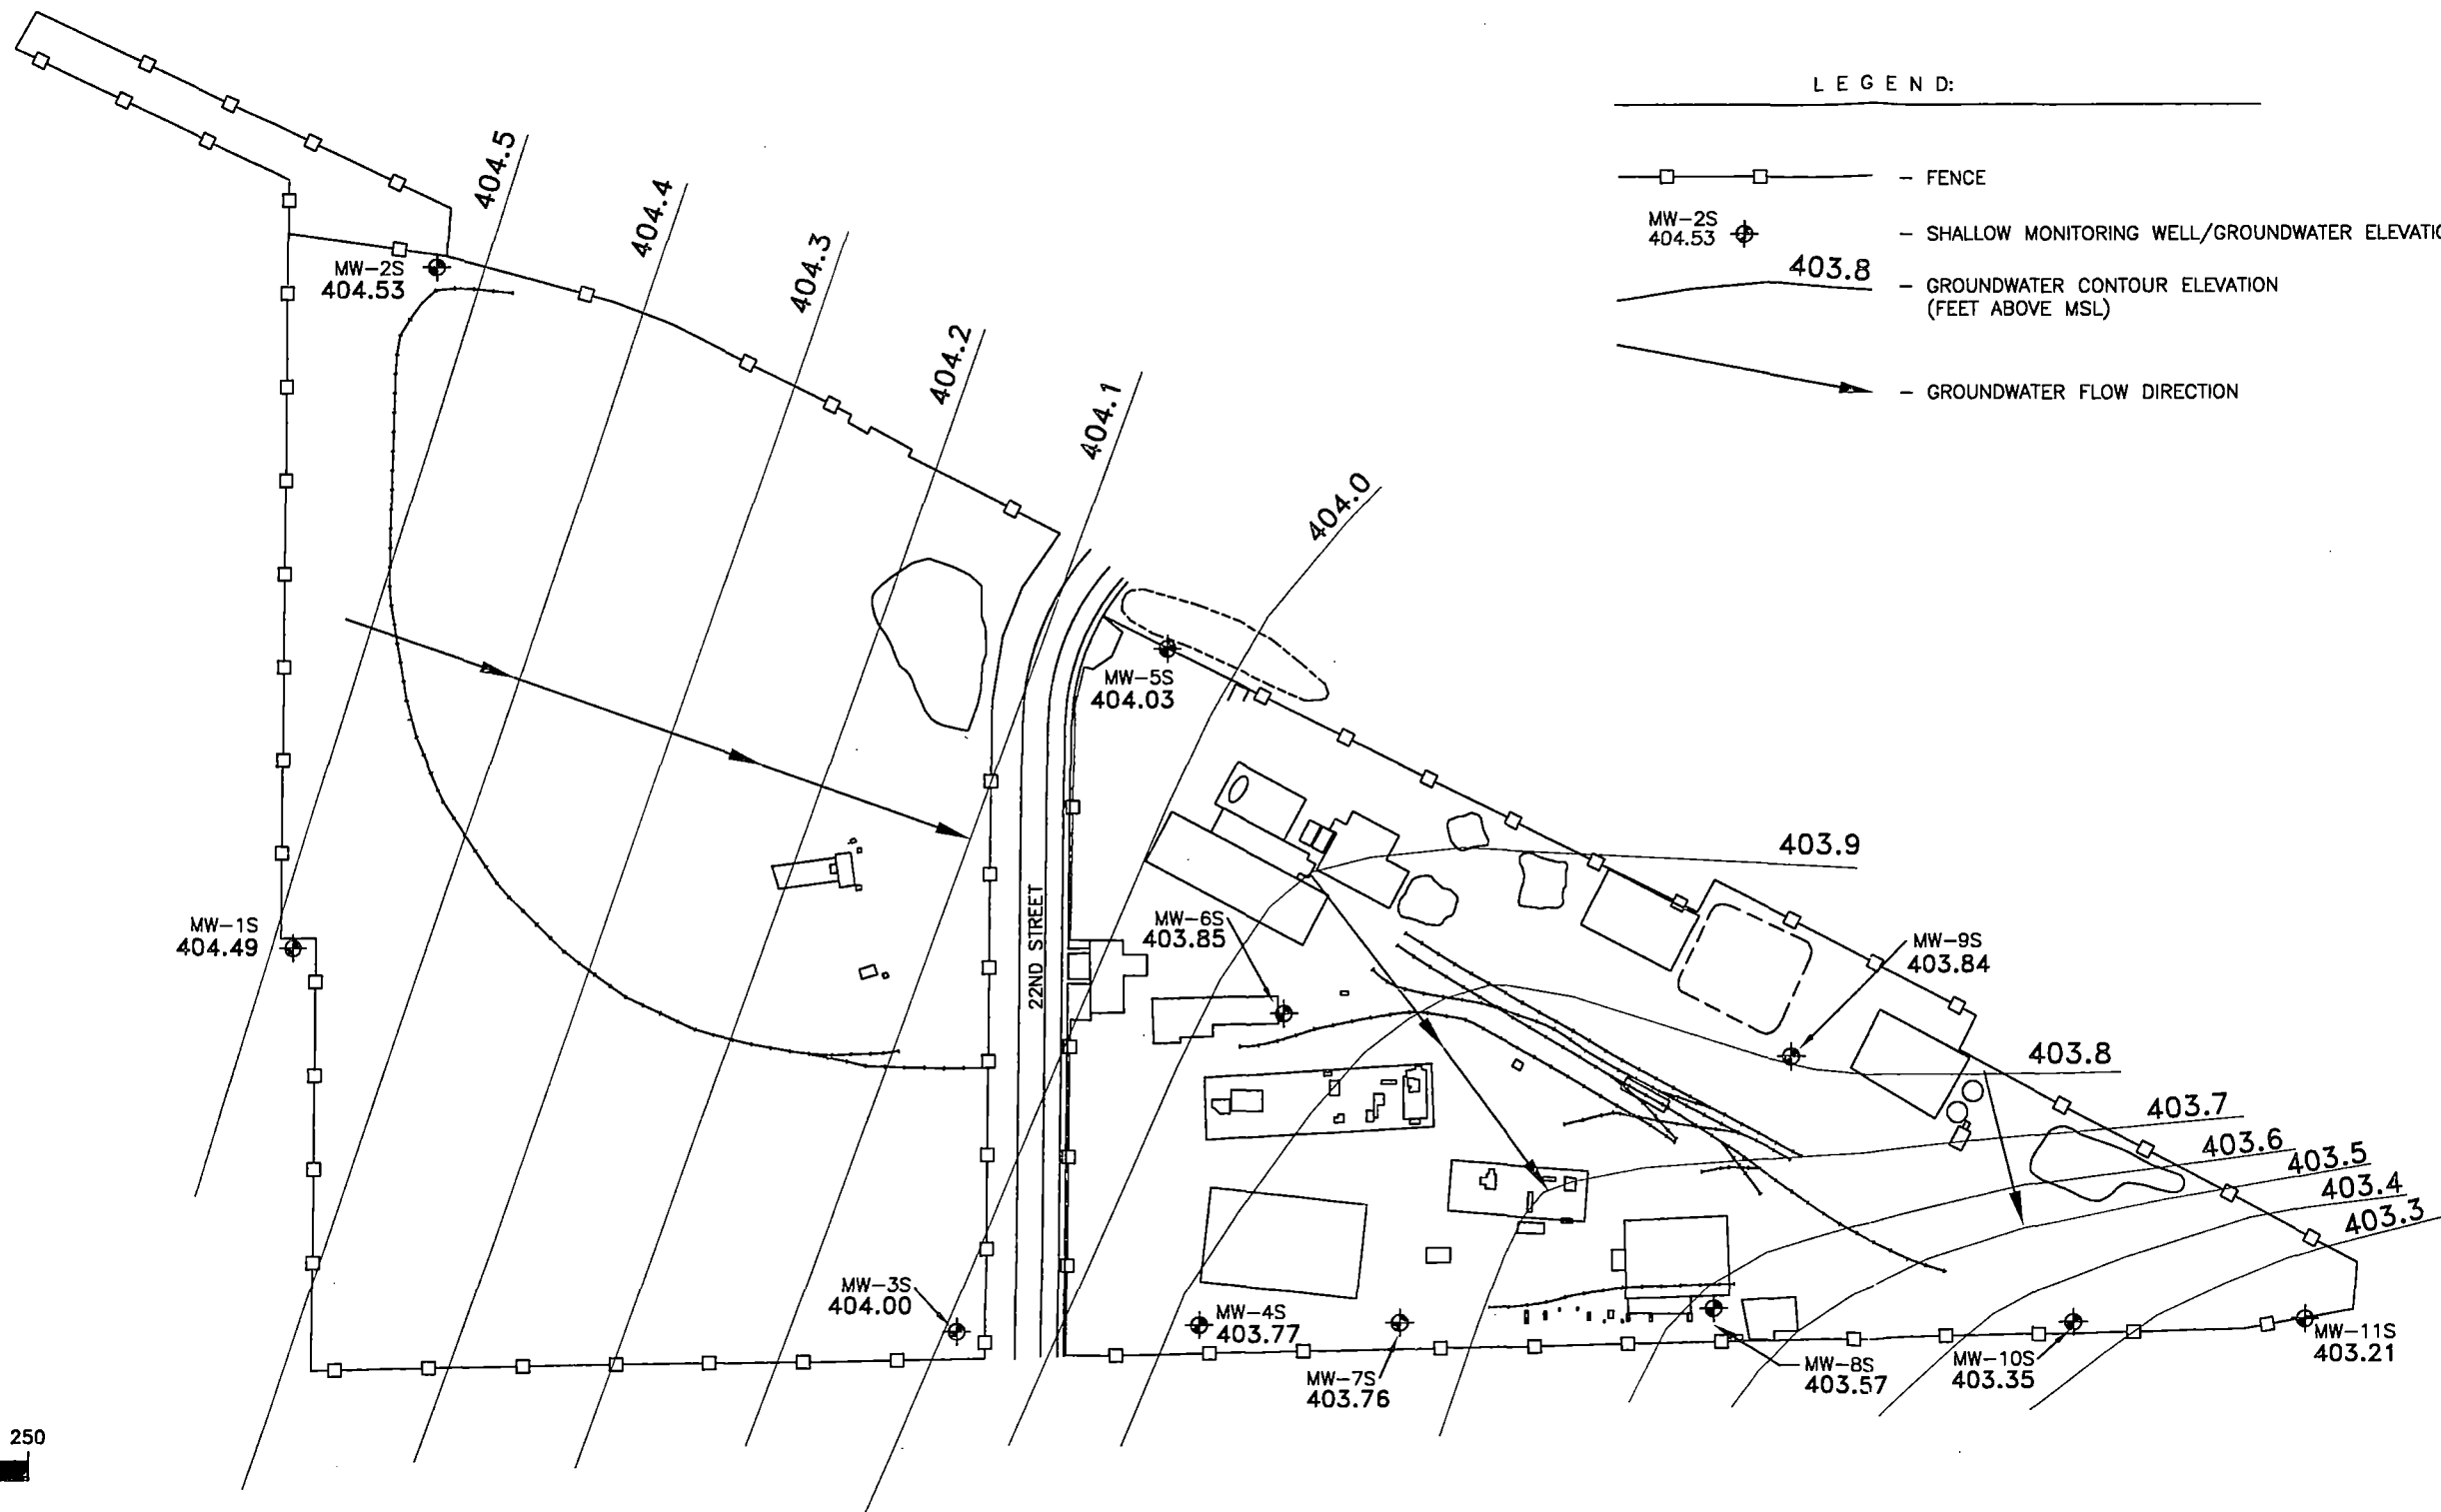 L E G E N D:
– FENCE
MW-2S
404.53
– SHALLOW MONITORING WELL/GROUNDWATER
403.8
– GROUNDWATER CONTOUR ELEVATION
(FEET ABOVE MSL)
– GROUNDWATER FLOW DIRECTION
404.5
404.4
404.3
404.2
404.1
404.0
MW-2S
404.53
MW-5S
404.03
403.9
MW-6S
403.85
22ND STREET
MW-1S
404.49
MW-9S
403.84
403.8
403.7
403.6
403.5
403.4
403.3
MW-3S
404.00
MW-4S
403.77
MW-7S
403.76
MW-8S
403.57
MW-10S
403.35
MW-11S
403.21
250